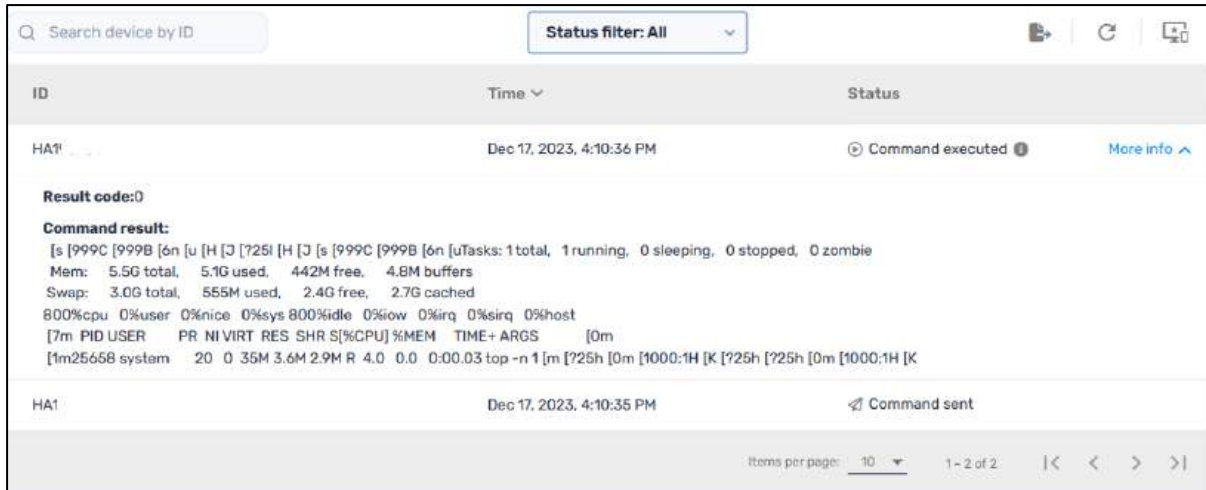 Search device by ID
Status filter: All
ID Time Status
HA1 Dec 17, 2023, 4:10:36 PM Command executed More info
Result code:0
Command result:
[s [999C [999B [6n [u [H [J [?25l [H [J [s [999C [999B [6n [uTasks: 1 total, 1 running, 0 sleeping, 0 stopped, 0 zombie
Mem: 5.5G total, 5.1G used, 442M free, 4.8M buffers
Swap: 3.0G total, 555M used, 2.4G free, 2.7G cached
800%cpu 0%user 0%nice 0%sys 800%idle 0%iow 0%irq 0%sirq 0%host
[7m PID USER PR NI VIRT RES SHR S[%CPU] %MEM TIME+ ARGS [0m
[1m25658 system 20 0 35M 3.6M 2.9M R 4.0 0.0 0:00.03 top -n 1 [m [?25h [0m [1000;1H [K [?25h [?25h [0m [1000;1H [K
HA1 Dec 17, 2023, 4:10:35 PM Command sent
Items per page: 10 1 – 2 of 2